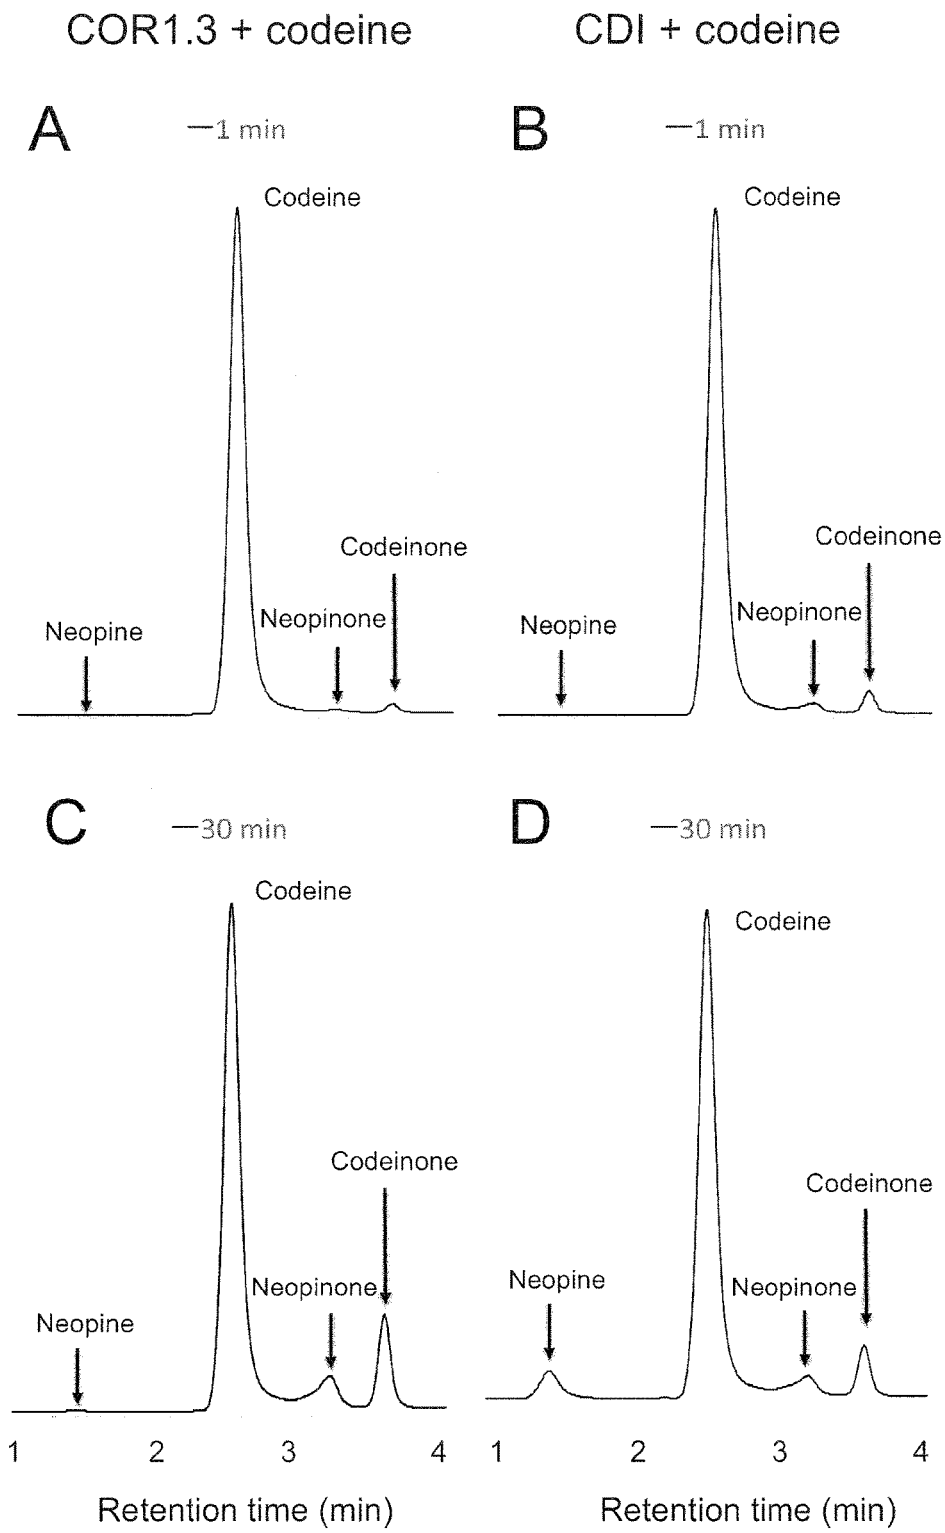 COR1.3 + codeine
CDI + codeine
A
1 min
Codeine
Codeinone
Neopinone
Neopine
B
1 min
Codeine
Codeinone
Neopinone
Neopine
C
30 min
Codeine
Codeinone
Neopinone
Neopine
1 2 3 4
Retention time (min)
D
30 min
Codeine
Codeinone
Neopine
Neopinone
1 2 3 4
Retention time (min)